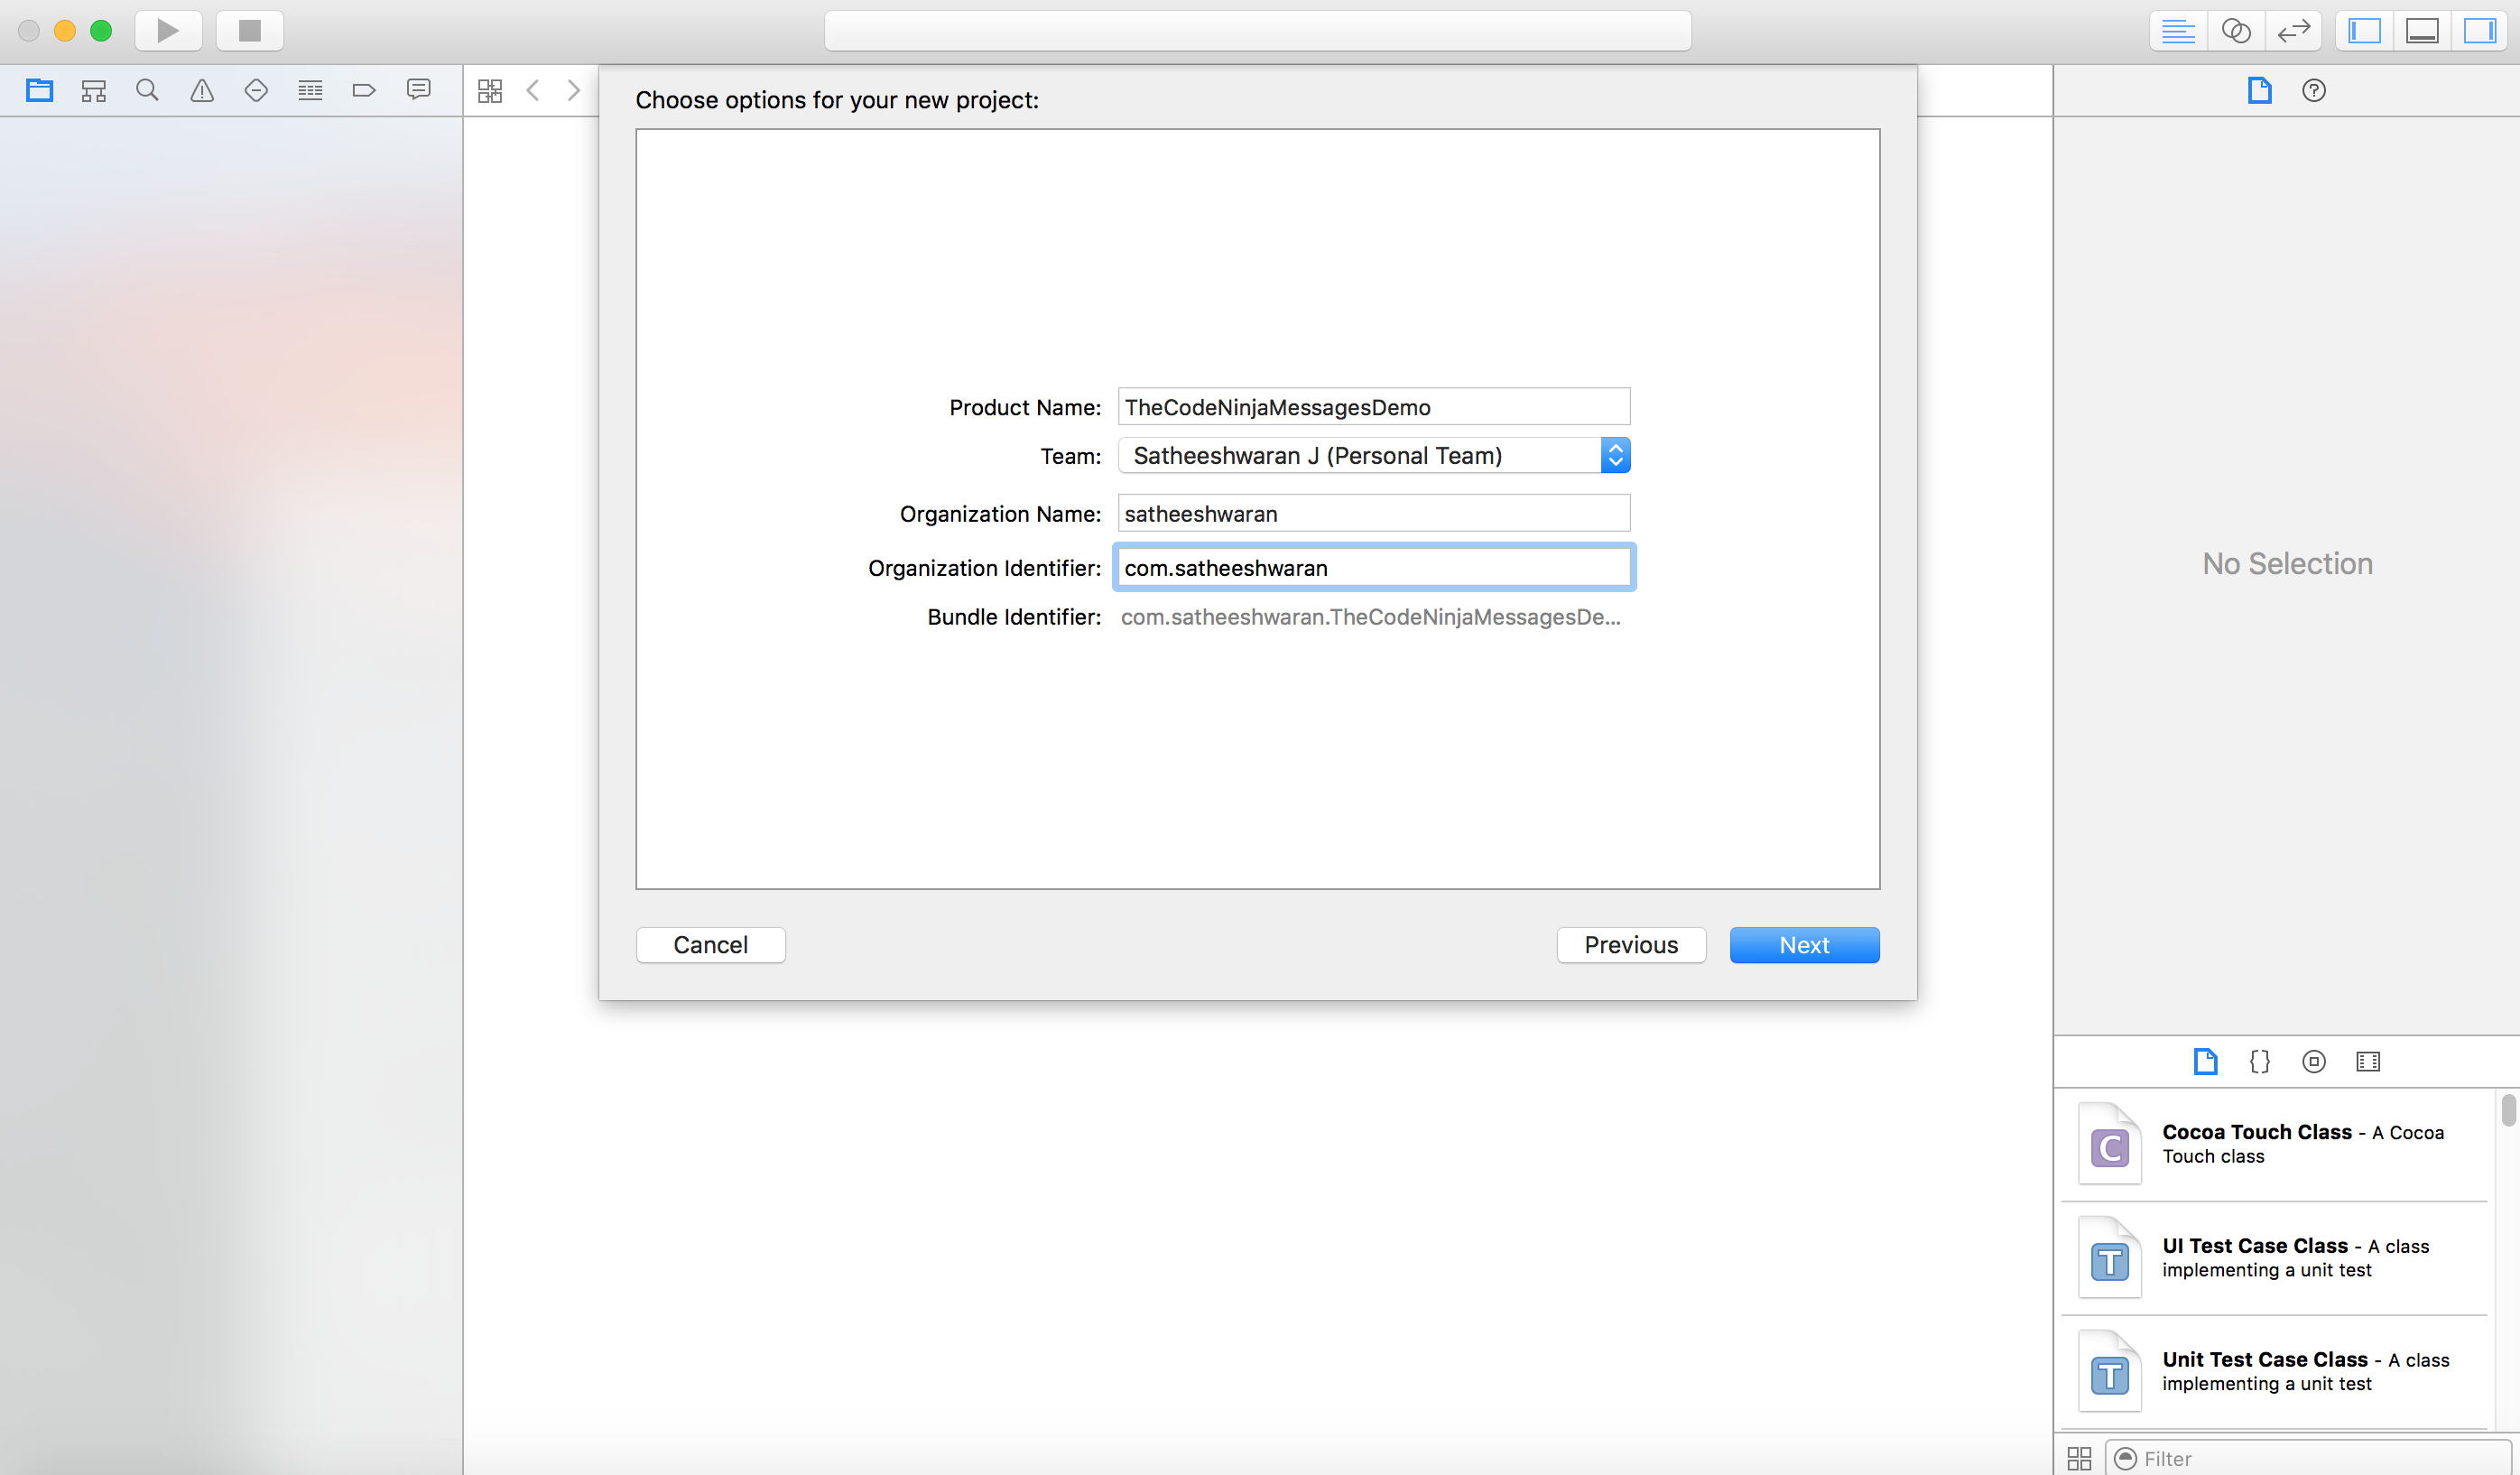 Choose options for your new project:
Product Name: TheCodeNinjaMessagesDemo
Team: Satheeshwaran J (Personal Team)
Organization Name: satheeshwaran
Organization Identifier: com.satheeshwaran
Bundle Identifier: com.satheeshwaran.TheCodeNinjaMessagesDe...
Cancel
Previous
Next
No Selection
{}
C
Cocoa Touch Class - A Cocoa
Touch class
T
UI Test Case Class - A class
implementing a unit test
T
Unit Test Case Class - A class
implementing a unit test
Filter